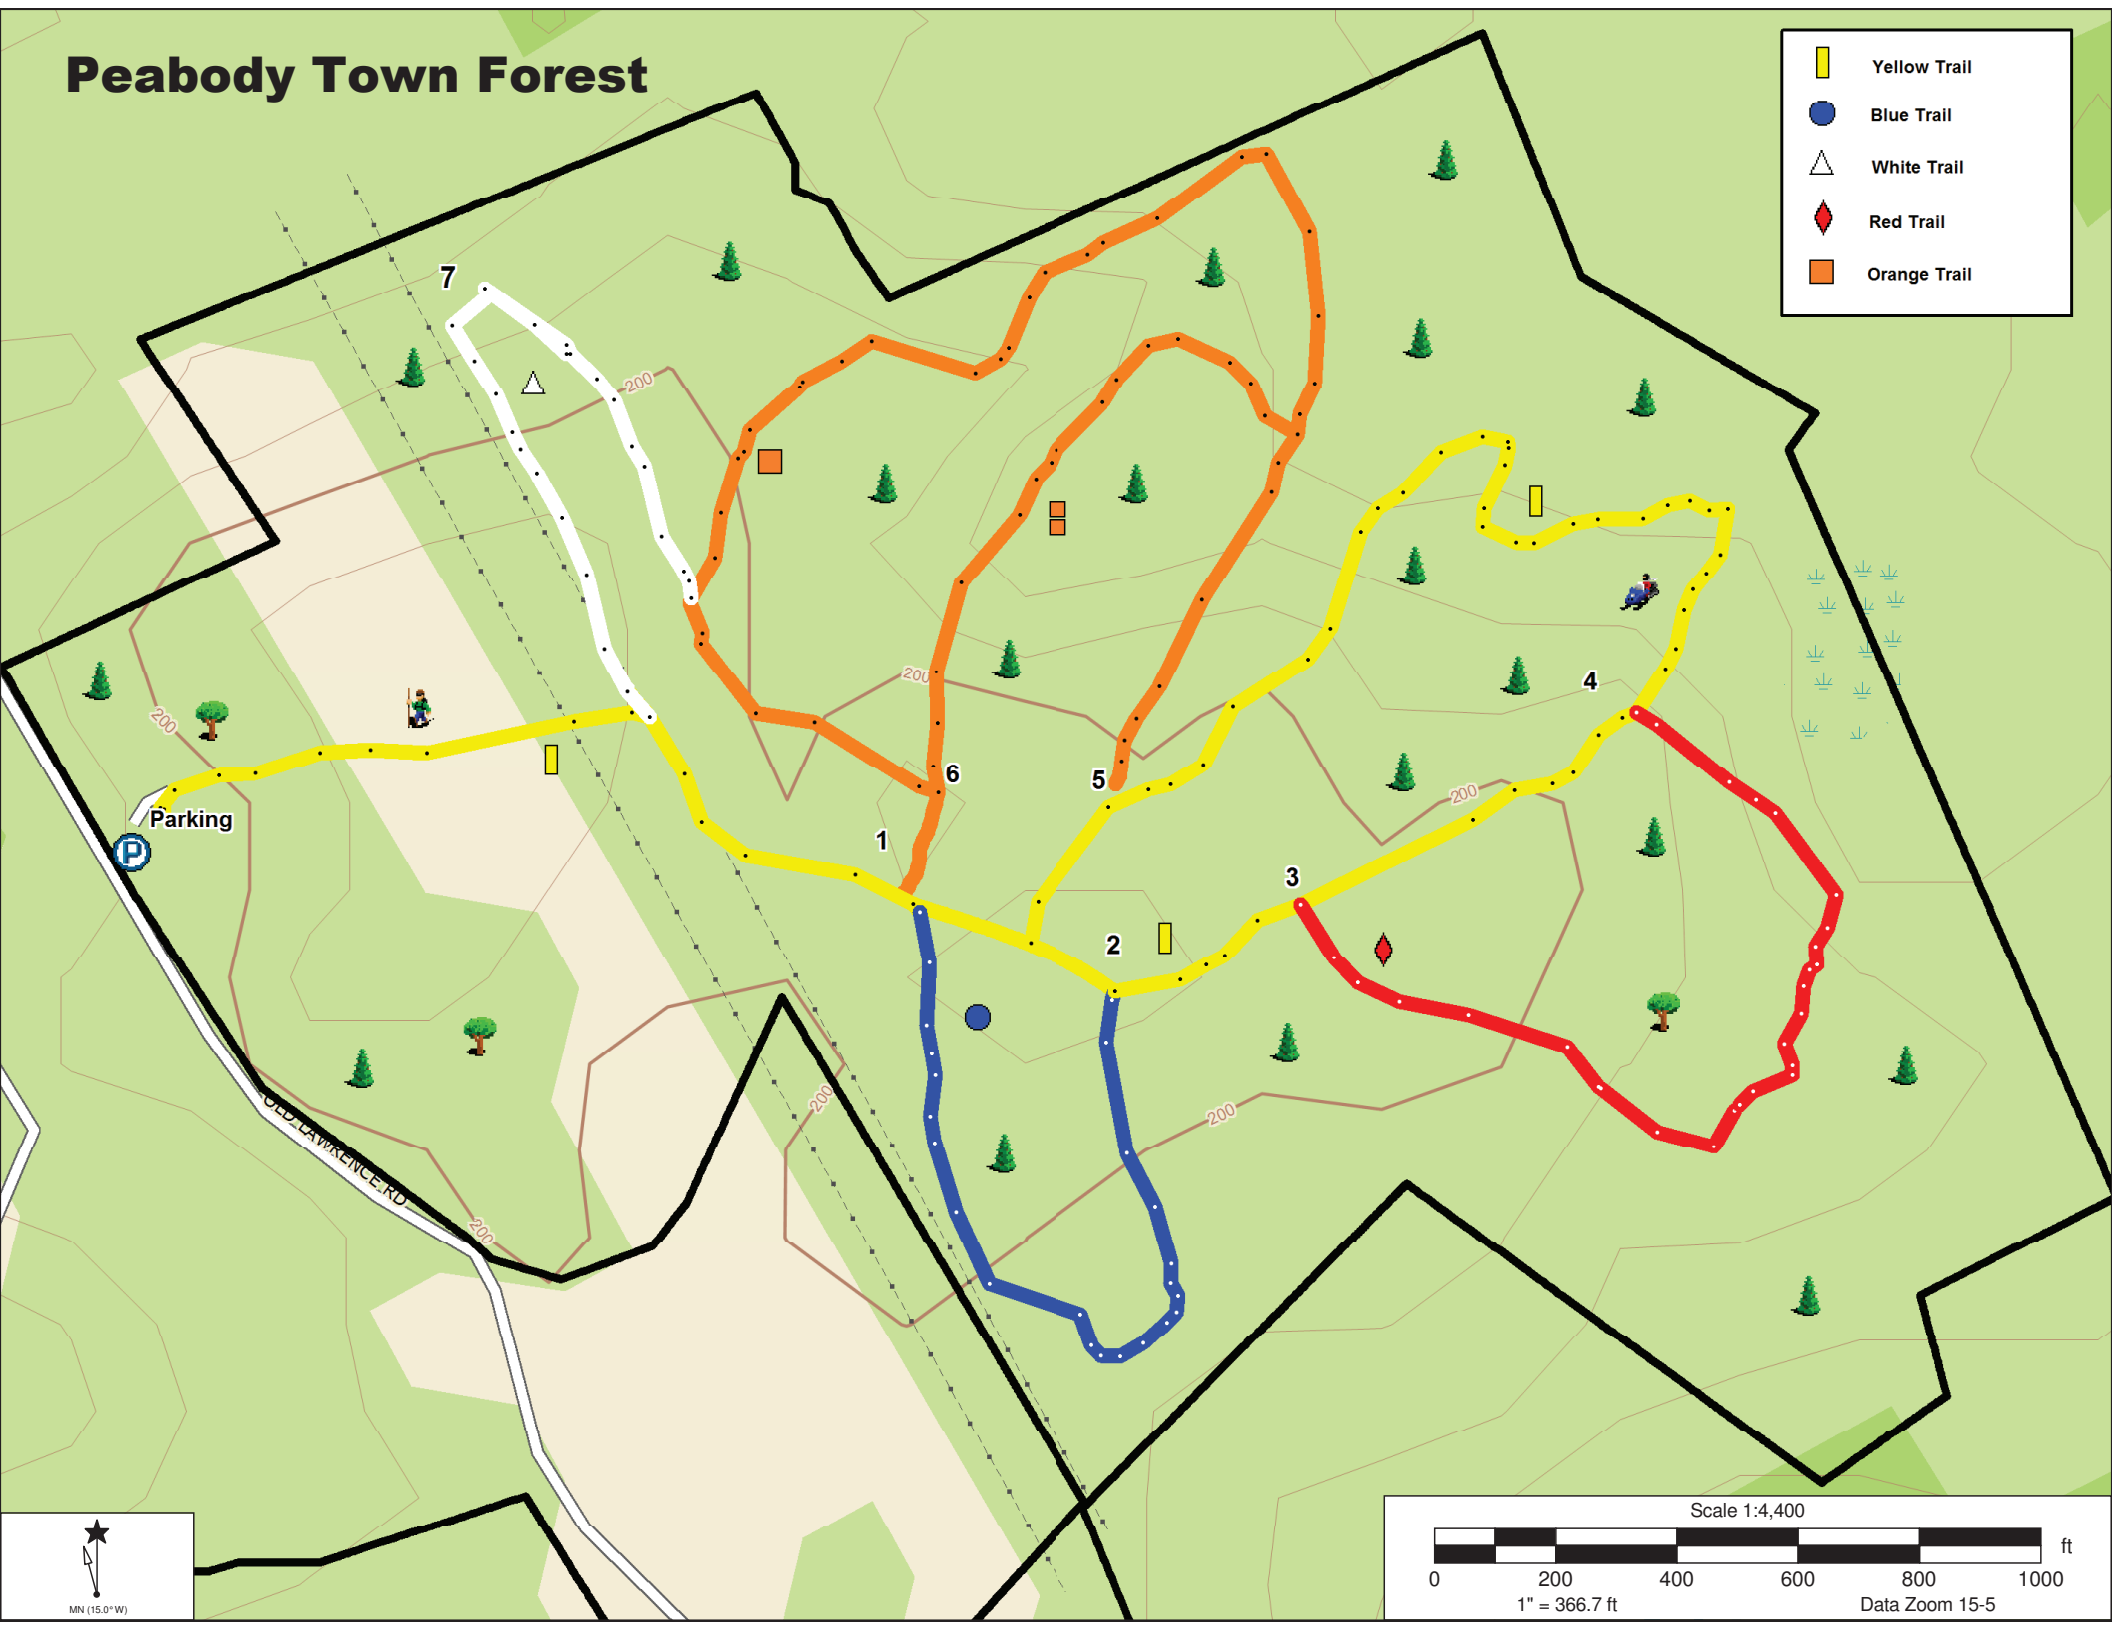 Peabody Town Forest
Yellow Trail
Blue Trail
White Trail
Red Trail
Orange Trail
7
200
200
200
4
6
5
200
Parking
P
1
3
2
200
200
OLD LAWRENCE RD
200
Scale 1:4,400
ft
0 200 400 600 800 1000
1" = 366.7 ft Data Zoom 15-5
MN (15.0° W)